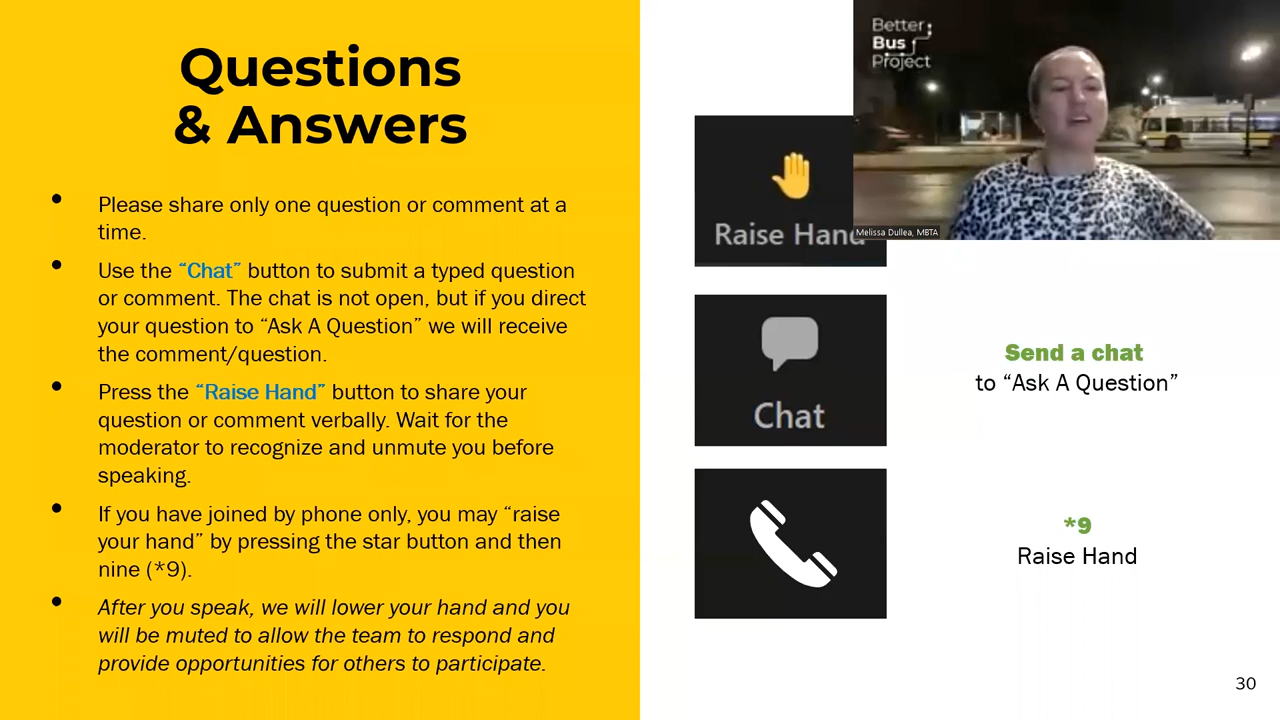 Questions
& Answers
• Please share only one question or comment at a
time.
• Use the “Chat” button to submit a typed question
or comment. The chat is not open, but if you direct
your question to “Ask A Question” we will receive
the comment/question.
• Press the “Raise Hand” button to share your
question or comment verbally. Wait for the
moderator to recognize and unmute you before
speaking.
• If you have joined by phone only, you may “raise
your hand” by pressing the star button and then
nine (*9).
• After you speak, we will lower your hand and you
will be muted to allow the team to respond and
provide opportunities for others to participate.
Better
Bus
Project
Melissa Dullea, MBTA
Raise Hand
Chat
Send a chat
to “Ask A Question”
*9
Raise Hand
30